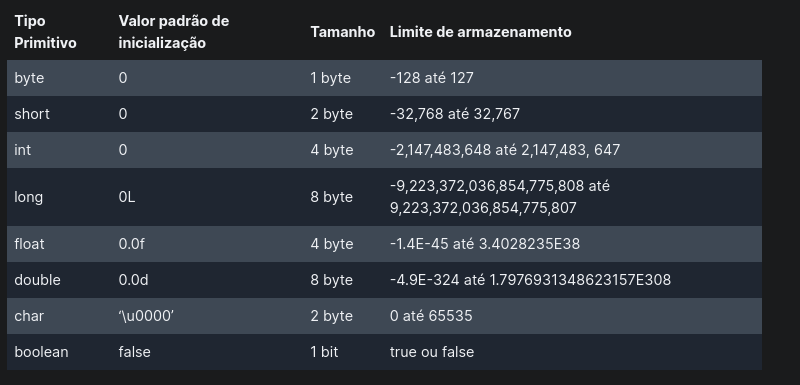 Tipo Primitivo Valor padrão de inicialização Tamanho Limite de armazenamento
byte 0 1 byte -128 até 127
short 0 2 byte -32,768 até 32,767
int 0 4 byte -2,147,483,648 até 2,147,483, 647
long 0L 8 byte -9,223,372,036,854,775,808 até 9,223,372,036,854,775,807
float 0.0f 4 byte -1.4E-45 até 3.4028235E38
double 0.0d 8 byte -4.9E-324 até 1.7976931348623157E308
char ‘\u0000’ 2 byte 0 até 65535
boolean false 1 bit true ou false